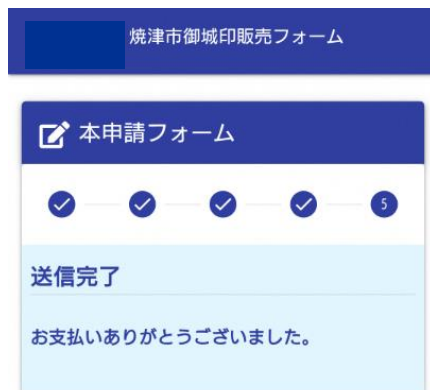 焼津市御城印販売フォーム
本申請フォーム
5
送信完了
お支払いありがとうございました。